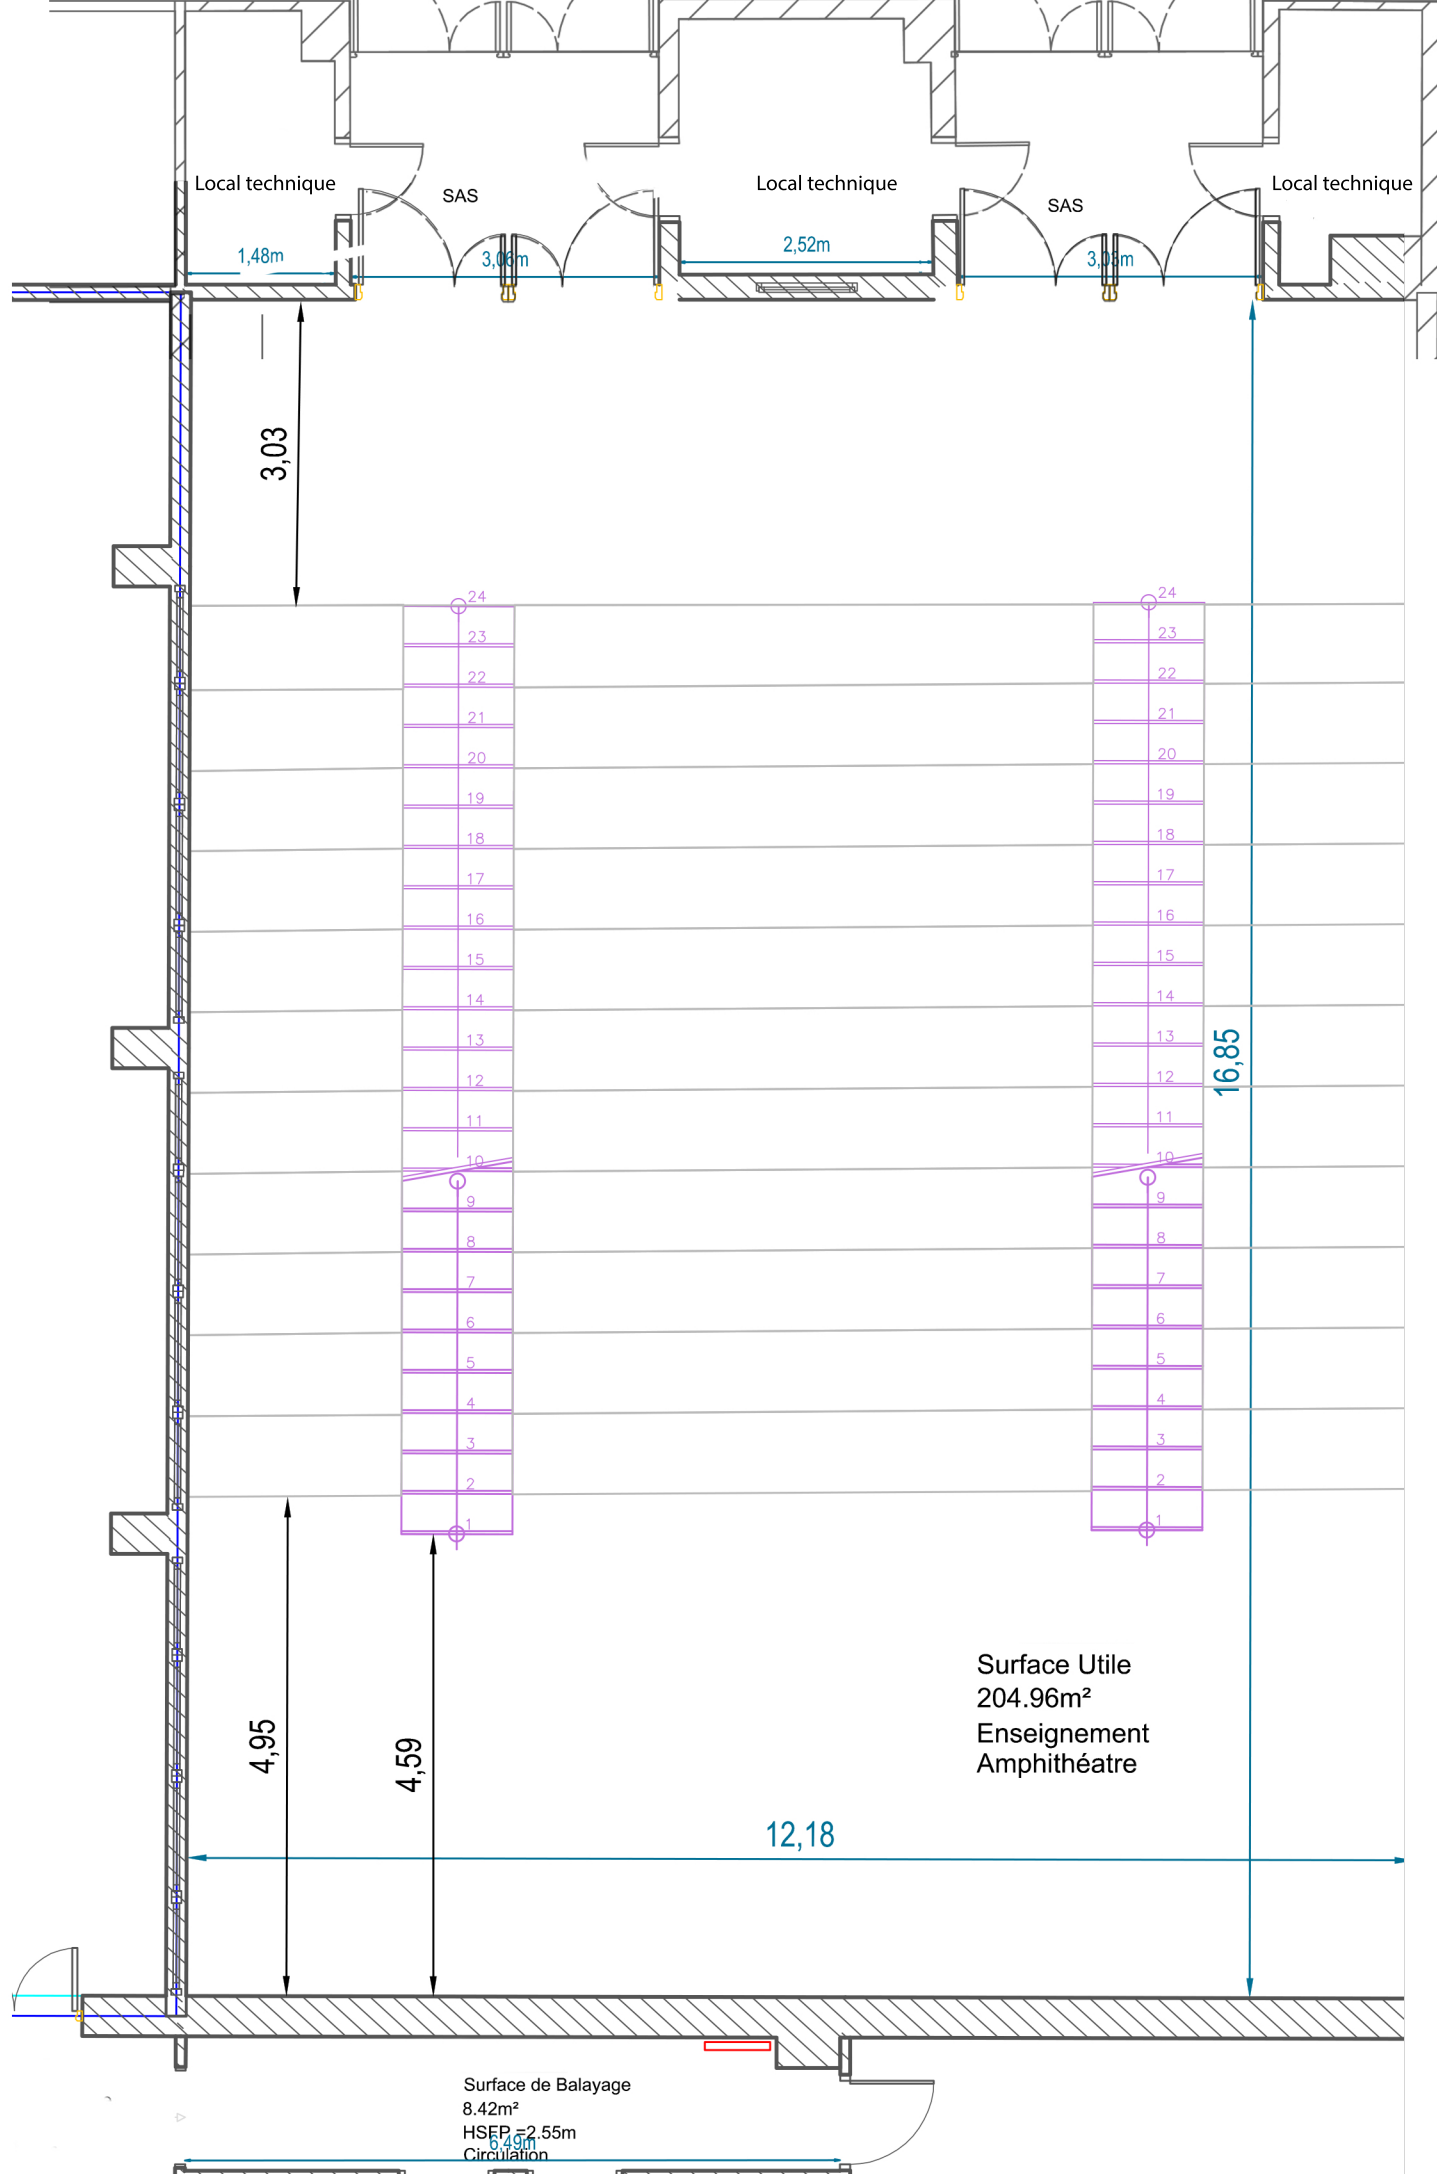 Local technique
SAS
Local technique
SAS
Local technique
1,48m
3,06m
2,52m
3,03m
3,03
24
24
23
23
22
22
21
21
20
20
19
19
18
18
17
17
16
16
15
15
14
14
13
13
16,85
12
12
11
11
10
10
9
9
8
8
7
7
6
6
5
5
4
4
3
3
2
2
1
1
Surface Utile
204.96m²
Enseignement
Amphithéatre
4,95
4,59
12,18
Surface de Balayage
8.42m²
HSFP =2.55m
6,49m
Circulation